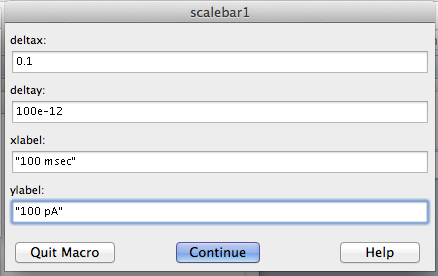 scalebar1
deltax:
0.1
deltay:
100e-12
xlabel:
"100 msec"
ylabel:
"100 pA"
Quit Macro Continue Help